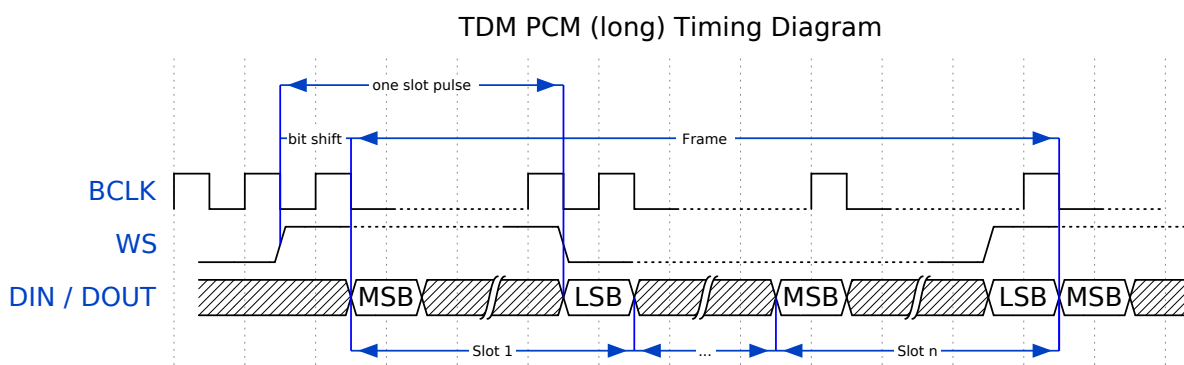 TDM PCM (long) Timing Diagram
one slot pulse
bit shift
Frame
BCLK
WS
DIN / DOUT
MSB
LSB
MSB
LSB
MSB
Slot 1
...
Slot n